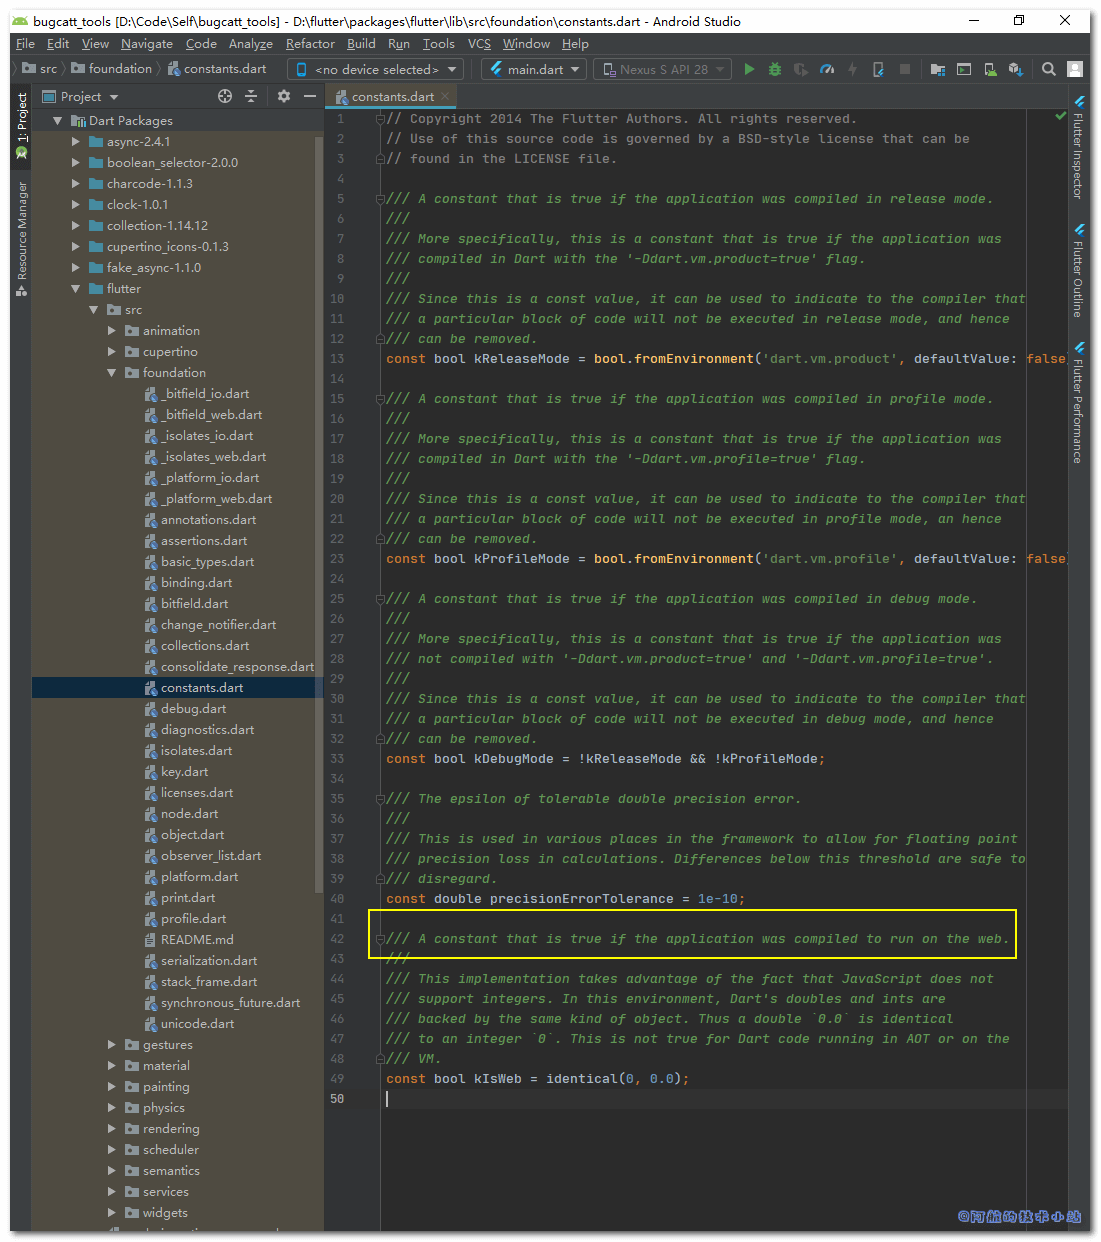 bugcatt_tools [D:\Code\Self\bugcatt_tools] - D:\flutter\packages\flutter\lib\src\foundation\constants.dart - Android Studio
File Edit View Navigate Code Analyze Refactor Build Run Tools VCS Window Help
src foundation constants.dart <no device selected> main.dart Nexus S API 28
1: Project
Resource Manager
Project
Dart Packages
async-2.4.1
boolean_selector-2.0.0
charcode-1.1.3
clock-1.0.1
collection-1.14.12
cupertino_icons-0.1.3
fake_async-1.1.0
flutter
src
animation
cupertino
foundation
_bitfield_io.dart
_bitfield_web.dart
_isolates_io.dart
_isolates_web.dart
_platform_io.dart
_platform_web.dart
annotations.dart
assertions.dart
basic_types.dart
binding.dart
bitfield.dart
change_notifier.dart
collections.dart
consolidate_response.dart
constants.dart
debug.dart
diagnostics.dart
isolates.dart
key.dart
licenses.dart
node.dart
object.dart
observer_list.dart
platform.dart
print.dart
profile.dart
README.md
serialization.dart
stack_frame.dart
synchronous_future.dart
unicode.dart
gestures
material
painting
physics
rendering
scheduler
semantics
services
widgets
constants.dart
1 // Copyright 2014 The Flutter Authors. All rights reserved.
2 // Use of this source code is governed by a BSD-style license that can be
3 // found in the LICENSE file.
4
5 /// A constant that is true if the application was compiled in release mode.
6 ///
7 /// More specifically, this is a constant that is true if the application was
8 /// compiled in Dart with the '-Ddart.vm.product=true' flag.
9 ///
10 /// Since this is a const value, it can be used to indicate to the compiler that
11 /// a particular block of code will not be executed in release mode, and hence
12 /// can be removed.
13 const bool kReleaseMode = bool.fromEnvironment('dart.vm.product', defaultValue: false)
14
15 /// A constant that is true if the application was compiled in profile mode.
16 ///
17 /// More specifically, this is a constant that is true if the application was
18 /// compiled in Dart with the '-Ddart.vm.profile=true' flag.
19 ///
20 /// Since this is a const value, it can be used to indicate to the compiler that
21 /// a particular block of code will not be executed in profile mode, an hence
22 /// can be removed.
23 const bool kProfileMode = bool.fromEnvironment('dart.vm.profile', defaultValue: false)
24
25 /// A constant that is true if the application was compiled in debug mode.
26 ///
27 /// More specifically, this is a constant that is true if the application was
28 /// not compiled with '-Ddart.vm.product=true' and '-Ddart.vm.profile=true'.
29 ///
30 /// Since this is a const value, it can be used to indicate to the compiler that
31 /// a particular block of code will not be executed in debug mode, and hence
32 /// can be removed.
33 const bool kDebugMode = !kReleaseMode && !kProfileMode;
34
35 /// The epsilon of tolerable double precision error.
36 ///
37 /// This is used in various places in the framework to allow for floating point
38 /// precision loss in calculations. Differences below this threshold are safe to
39 /// disregard.
40 const double precisionErrorTolerance = 1e-10;
41
42 /// A constant that is true if the application was compiled to run on the web.
43 ///
44 /// This implementation takes advantage of the fact that JavaScript does not
45 /// support integers. In this environment, Dart's doubles and ints are
46 /// backed by the same kind of object. Thus a double `0.0` is identical
47 /// to an integer `0`. This is not true for Dart code running in AOT or on the
48 /// VM.
49 const bool kIsWeb = identical(0, 0.0);
50
Flutter Inspector
Flutter Outline
Flutter Performance